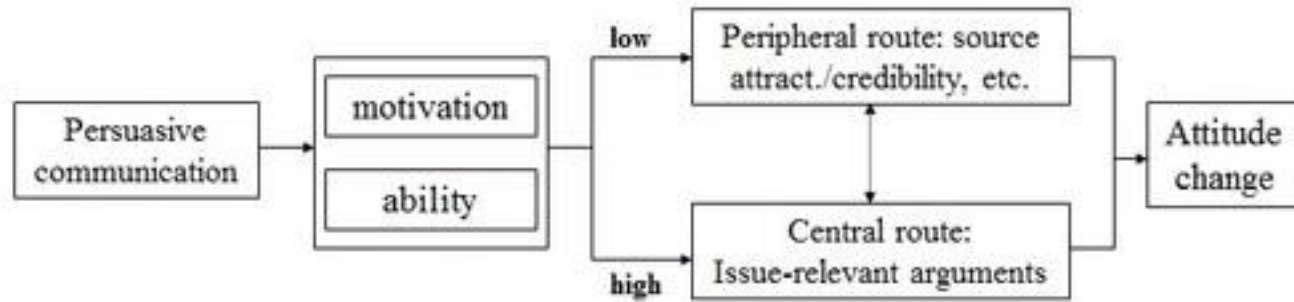 Persuasive
communication
motivation
ability
low
high
Peripheral route: source
attract./credibility, etc.
Central route:
Issue-relevant arguments
Attitude
change